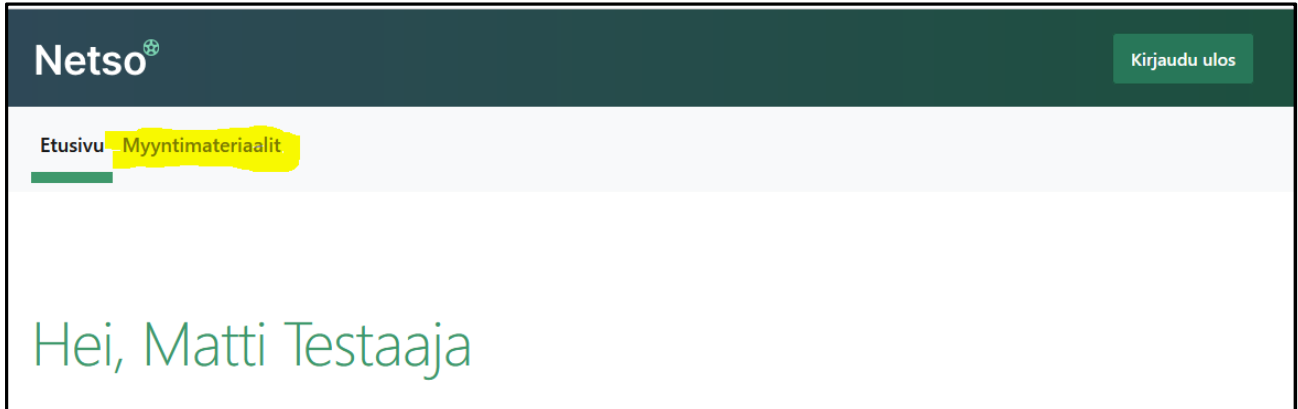 Netso
Kirjaudu ulos
Etusivu Myyntimateriaalit
Hei, Matti Testaaja